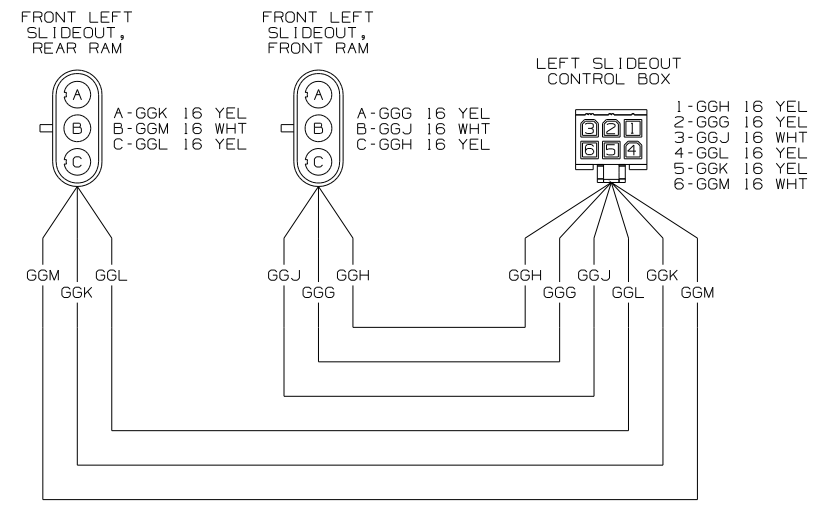 FRONT LEFT
SLIDEOUT,
REAR RAM
FRONT LEFT
SLIDEOUT,
FRONT RAM
LEFT SLIDEOUT
CONTROL BOX
A
B
C
A-GGK 16 YEL
B-GGM 16 WHT
C-GGL 16 YEL
A
B
C
A-GGG 16 YEL
B-GGJ 16 WHT
C-GGH 16 YEL
3 2 1
6 5 4
1-GGH 16 YEL
2-GGG 16 YEL
3-GGJ 16 WHT
4-GGL 16 YEL
5-GGK 16 YEL
6-GGM 16 WHT
GGM GGL
GGK
GGJ GGH
GGG
GGH GGJ GGK
GGG GGL GGM